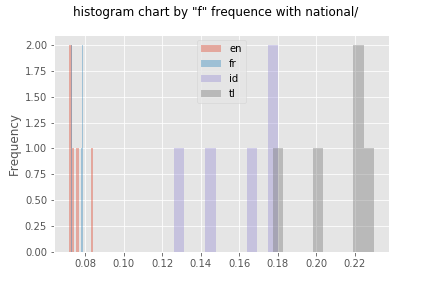 histogram chart by "f" frequence with national/
en
fr
id
tl
Frequency
2.00
1.75
1.50
1.25
1.00
0.75
0.50
0.25
0.00
0.08 0.10 0.12 0.14 0.16 0.18 0.20 0.22